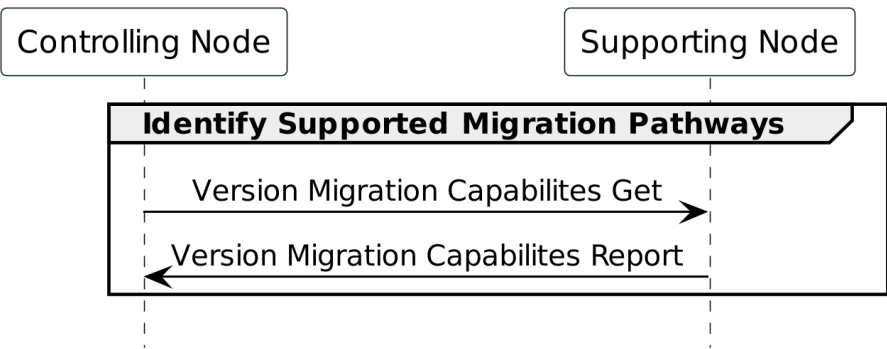 Controlling Node
Supporting Node
Identify Supported Migration Pathways
Version Migration Capabilites Get
Version Migration Capabilites Report